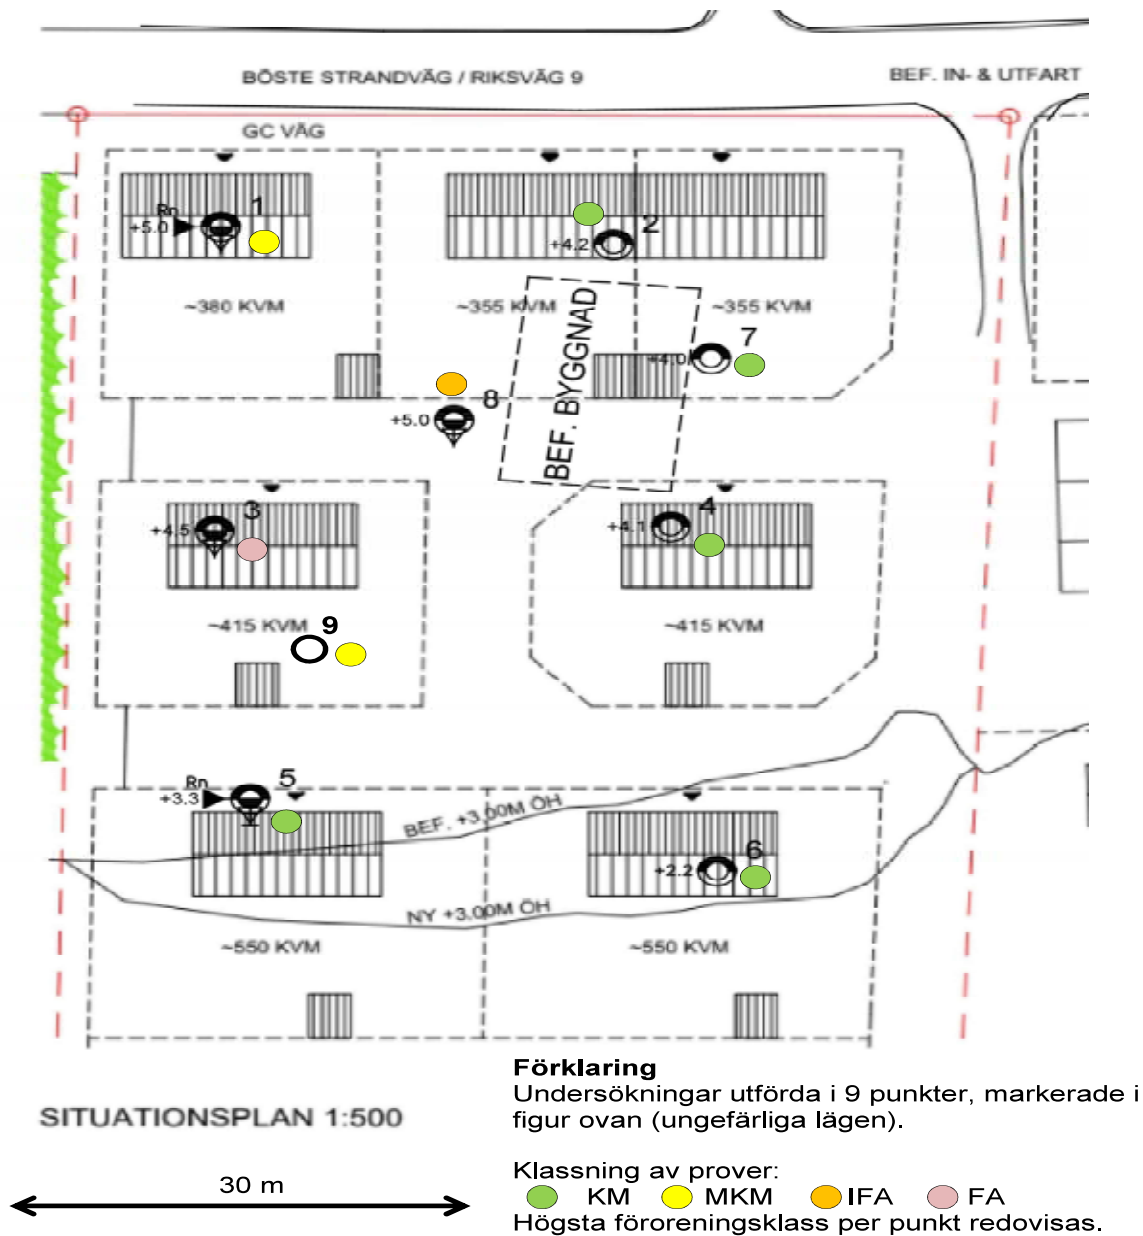 BÖSTE STRANDVÄG / RIKSVÄG 9
BEF. IN- & UTFART
GC VÄG
Rn
+5.0
1
+4.2
2
~380 KVM
~355 KVM
~355 KVM
BEF. BYGGNAD
+4.0
7
+5.0
8
+4.5
3
+4.1
4
~415 KVM
9
~415 KVM
Rn
+3.3
5
BEF. +3.00M ÖH
+2.2
6
NY +3.00M ÖH
~550 KVM
~550 KVM
SITUATIONSPLAN 1:500
30 m
Förklaring
Undersökningar utförda i 9 punkter, markerade i
figur ovan (ungefärliga lägen).
Klassning av prover:
KM MKM IFA FA
Högsta föroreningsklass per punkt redovisas.